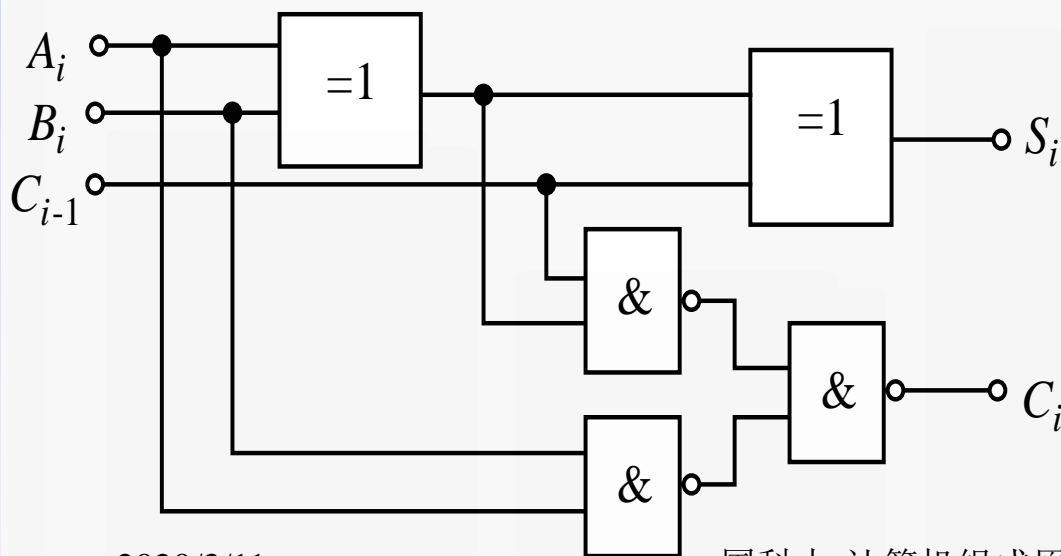 A_i
=1
B_i
=1
S_i
C_{i-1}
&
&
C_i
&